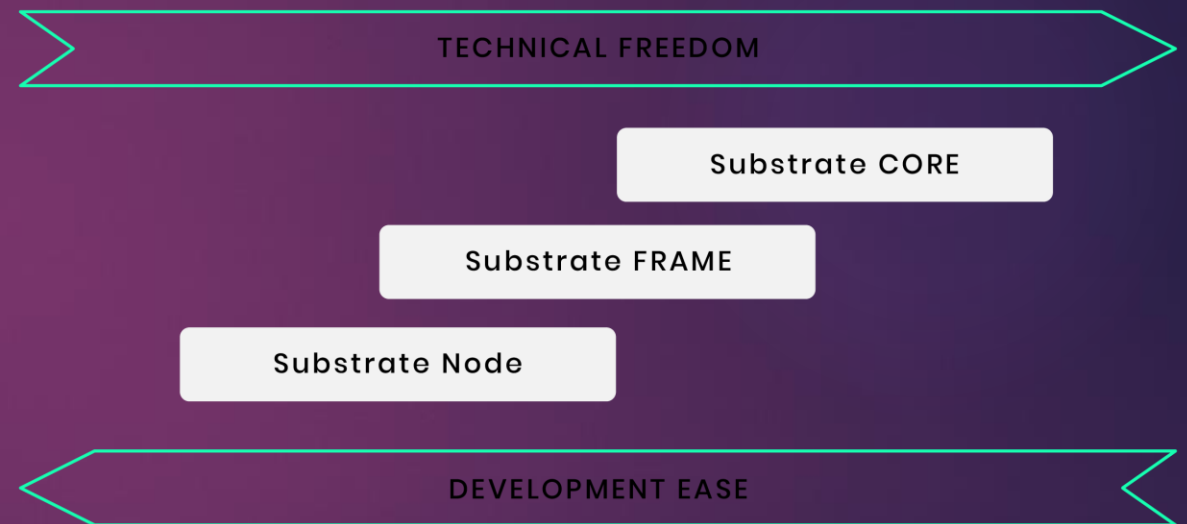 TECHNICAL FREEDOM
Substrate CORE
Substrate FRAME
Substrate Node
DEVELOPMENT EASE